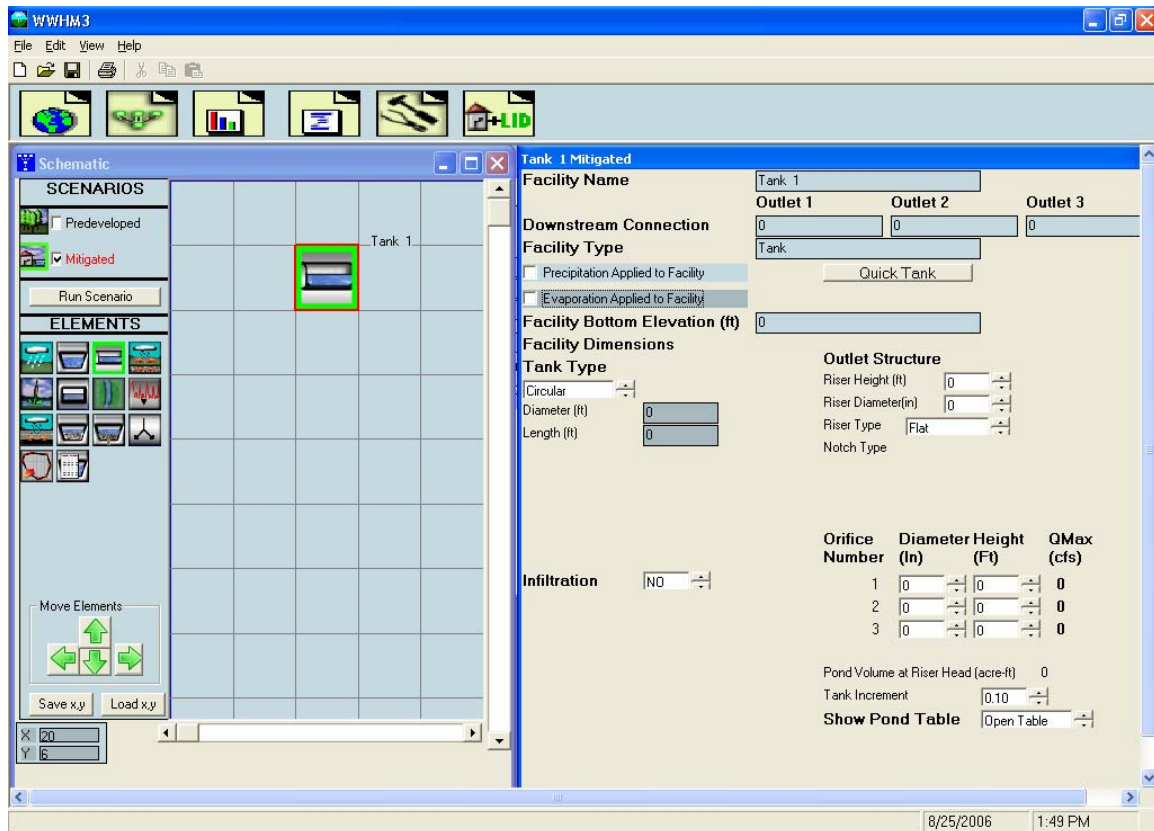 WWHM3
File Edit View Help
+LID
Schematic
SCENARIOS
Predeveloped
Mitigated
Run Scenario
ELEMENTS
Move Elements
Save x,y Load x,y
X 20
Y 6
Tank 1
Tank 1 Mitigated
Facility Name Tank 1
Outlet 1 Outlet 2 Outlet 3
Downstream Connection 0 0 0
Facility Type Tank
Precipitation Applied to Facility Quick Tank
Evaporation Applied to Facility
Facility Bottom Elevation (ft) 0
Facility Dimensions
Tank Type
Circular
Diameter (ft) 0
Length (ft) 0
Infiltration NO
Outlet Structure
Riser Height (ft) 0
Riser Diameter(in) 0
Riser Type Flat
Notch Type
Orifice Diameter Height QMax
Number (In) (Ft) (cfs)
1 0 0 0
2 0 0 0
3 0 0 0
Pond Volume at Riser Head (acre-ft) 0
Tank Increment 0.10
Show Pond Table Open Table
8/25/2006 1:49 PM